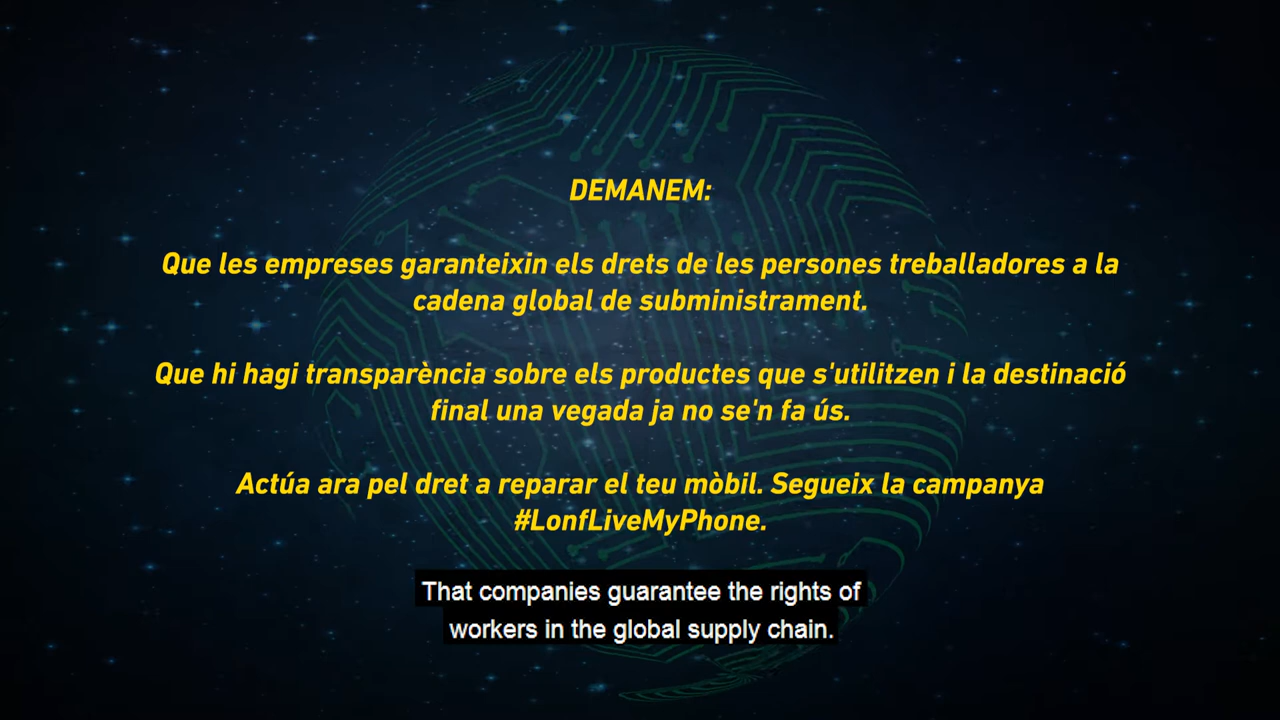 DEMANEM:
Que les empreses garanteixin els drets de les persones treballadores a la
cadena global de subministrament.
Que hi hagi transparència sobre els productes que s'utilitzen i la destinació
final una vegada ja no se'n fa ús.
Actúa ara pel dret a reparar el teu mòbil. Segueix la campanya
#LonfLiveMyPhone.
That companies guarantee the rights of
workers in the global supply chain.